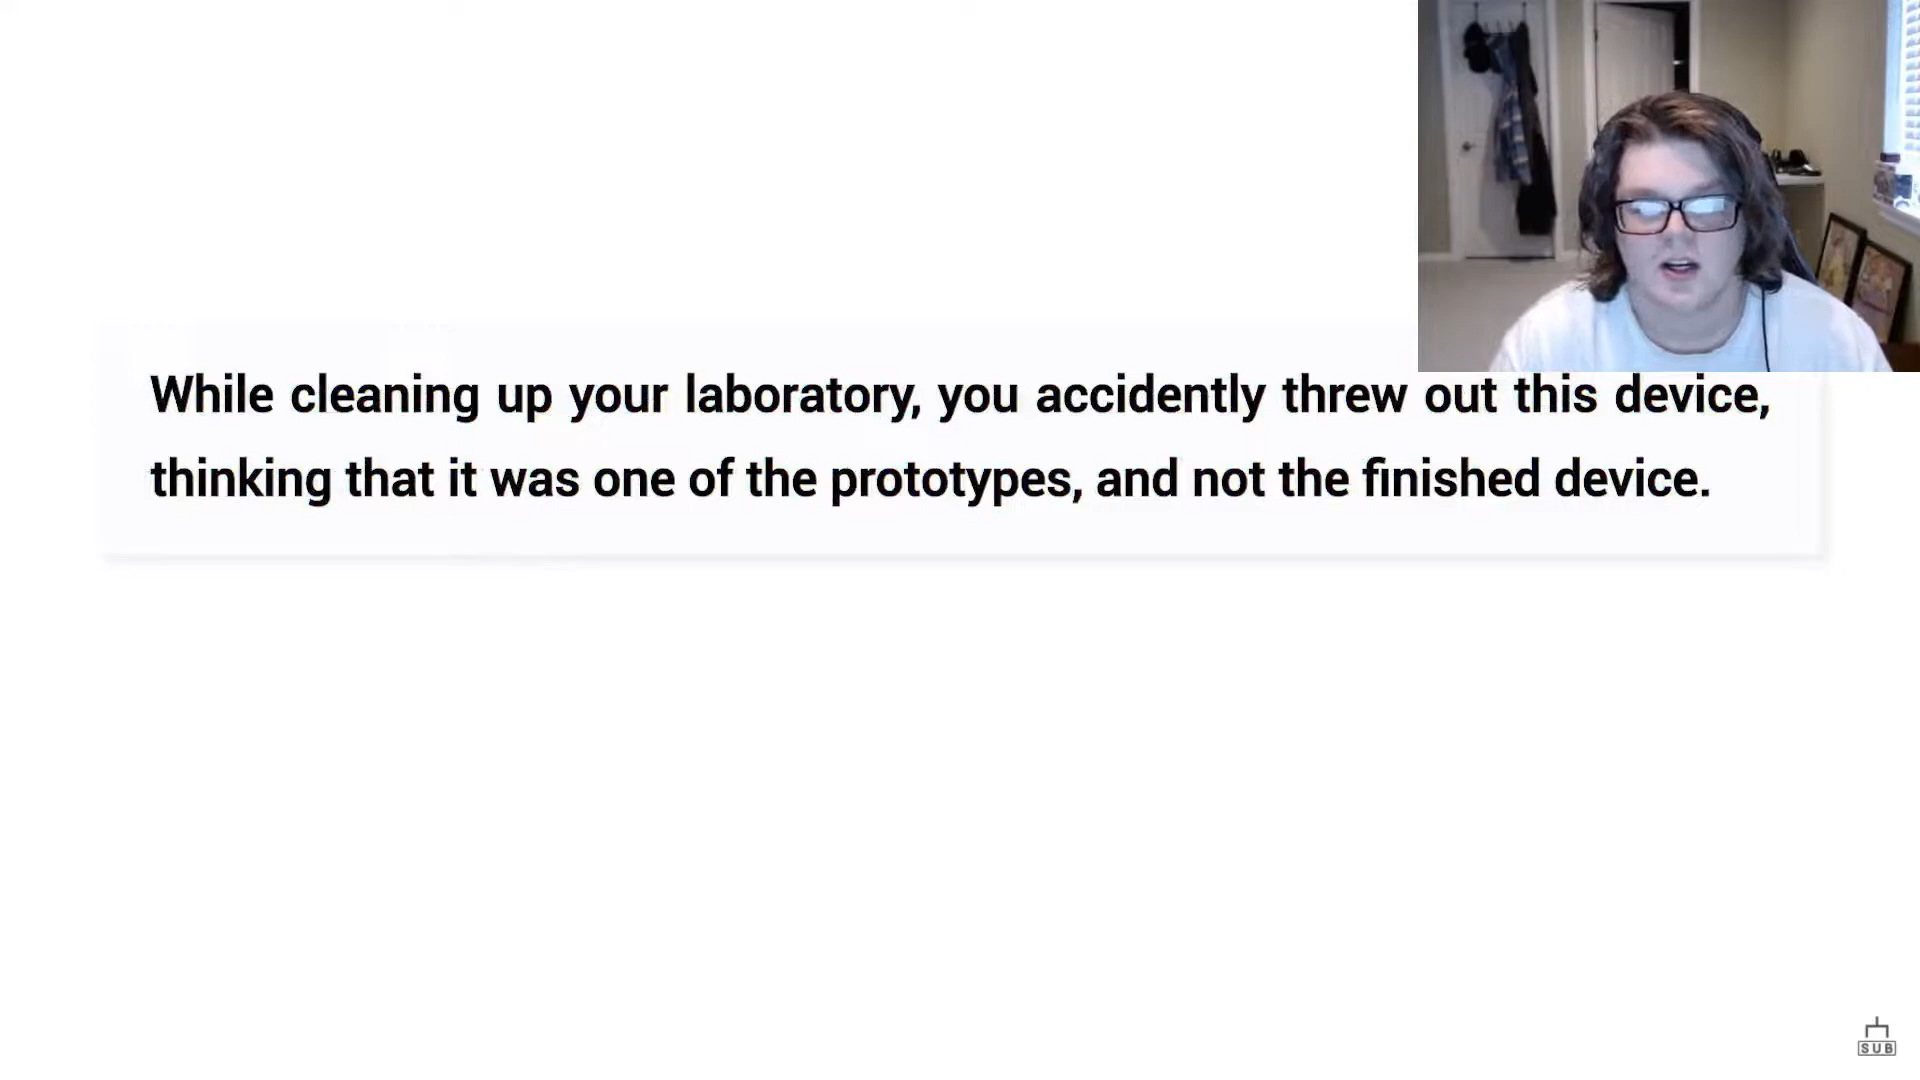 While cleaning up your laboratory, you accidently threw out this device,
thinking that it was one of the prototypes, and not the finished device.
SUB